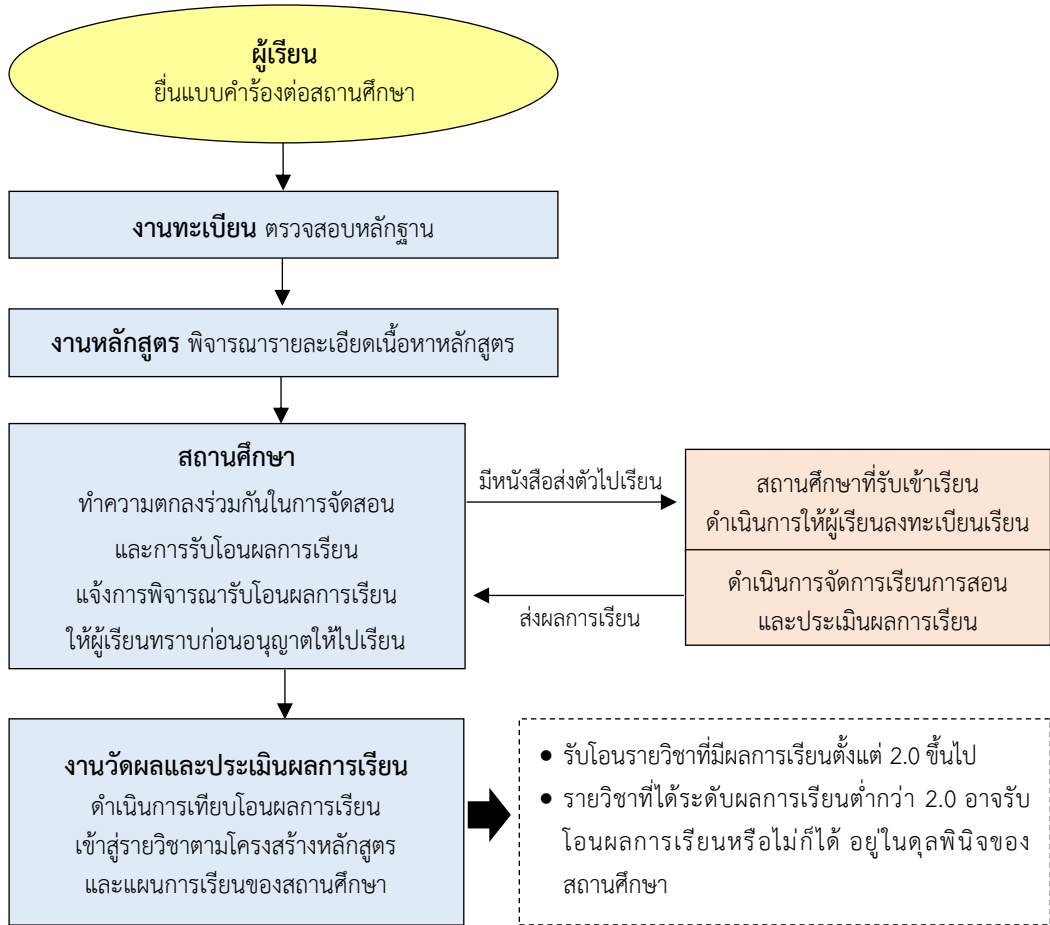 ผู้เรียน
ยื่นแบบคำร้องต่อสถานศึกษา
งานทะเบียน ตรวจสอบหลักฐาน
งานหลักสูตร พิจารณารายละเอียดเนื้อหาหลักสูตร
สถานศึกษา
ทำความตกลงร่วมกันในการจัดสอน
และการรับโอนผลการเรียน
แจ้งการพิจารณารับโอนผลการเรียน
ให้ผู้เรียนทราบก่อนอนุญาตให้ไปเรียน
มีหนังสือส่งตัวไปเรียน
ส่งผลการเรียน
สถานศึกษาที่รับเข้าเรียน
ดำเนินการให้ผู้เรียนลงทะเบียนเรียน
ดำเนินการจัดการเรียนการสอน
และประเมินผลการเรียน
งานวัดผลและประเมินผลการเรียน
ดำเนินการเทียบโอนผลการเรียน
เข้าสู่รายวิชาตามโครงสร้างหลักสูตร
และแผนการเรียนของสถานศึกษา
● รับโอนรายวิชาที่มีผลการเรียนตั้งแต่ 2.0 ขึ้นไป
● รายวิชาที่ได้ระดับผลการเรียนต่ำกว่า 2.0 อาจรับ
โอนผลการเรียนหรือไม่ก็ได้ อยู่ในดุลพินิจของ
สถานศึกษา